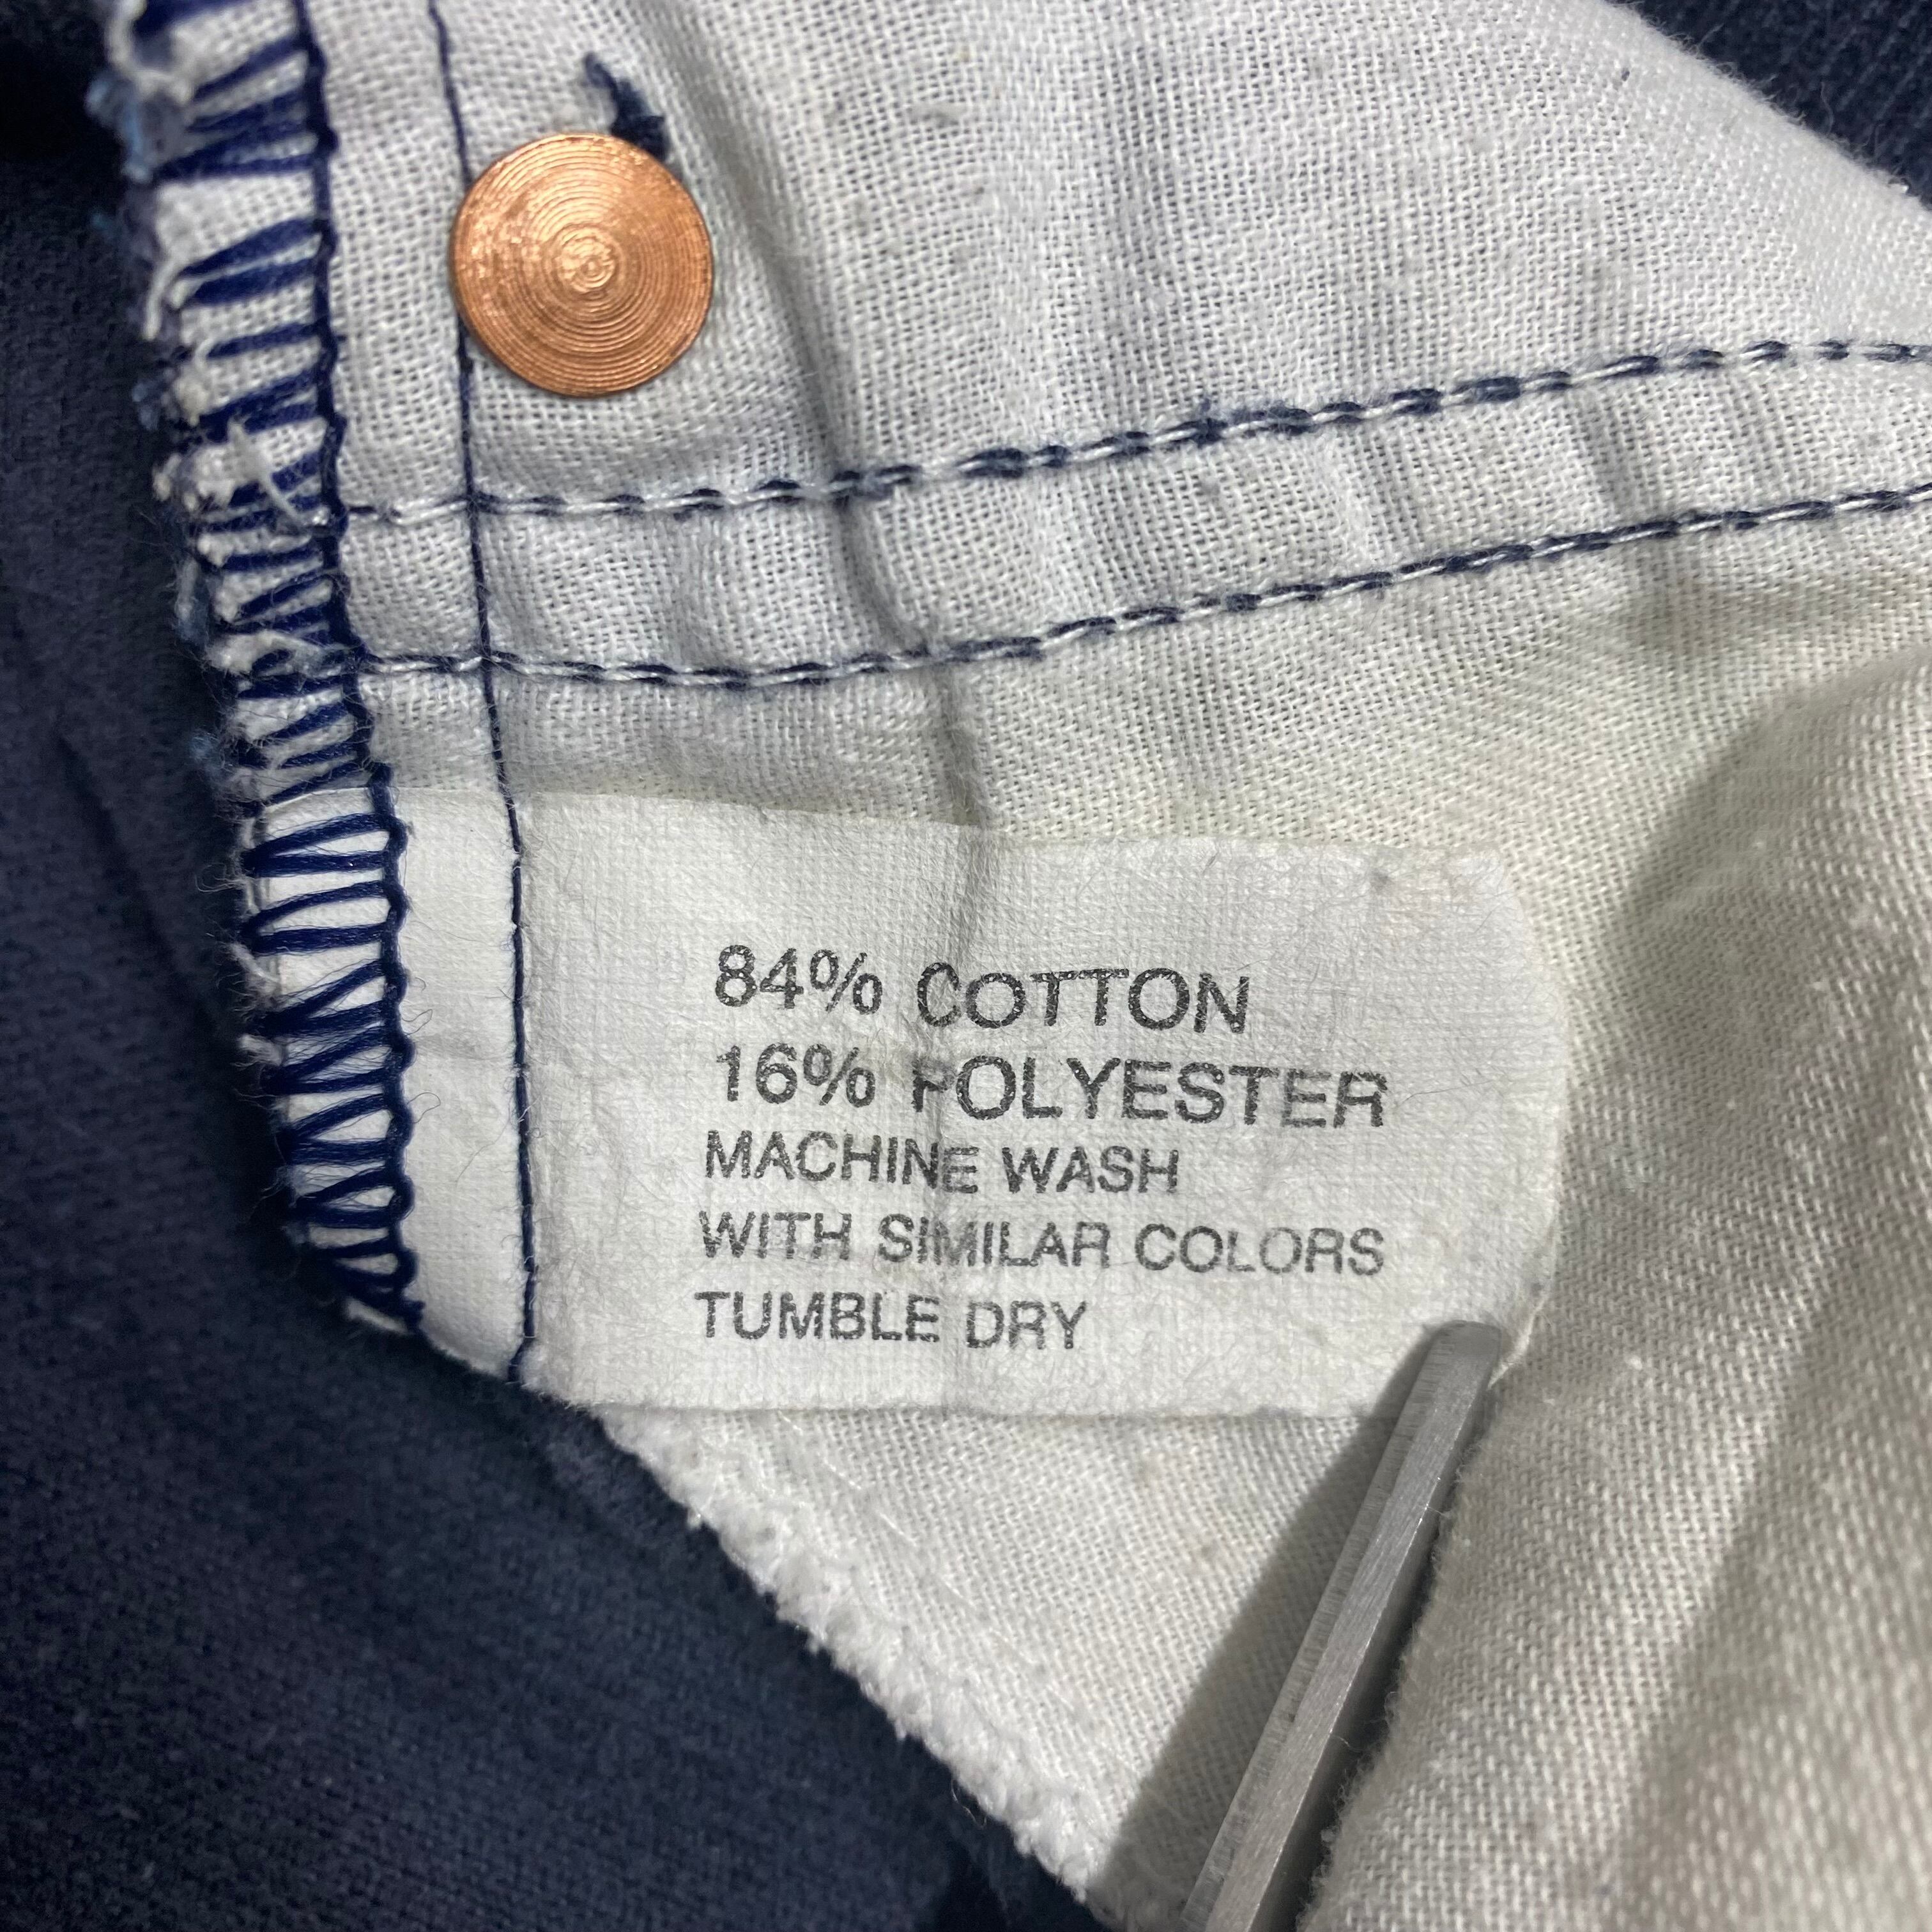 84% COTTON
16% POLYESTER
MACHINE WASH
WITH SIMILAR COLORS
TUMBLE DRY